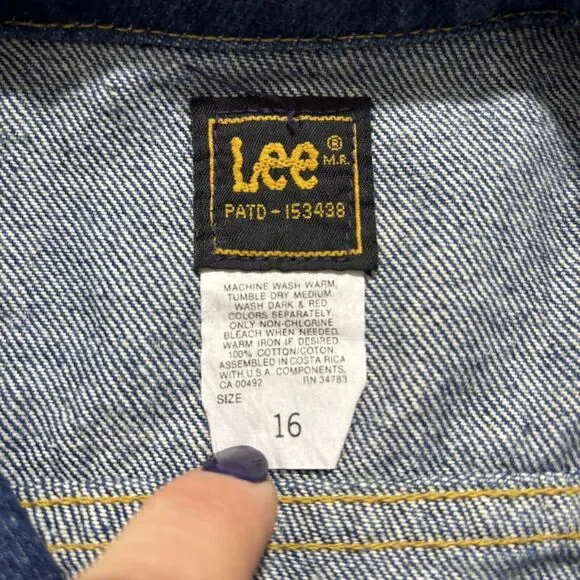 Lee ®
M.R.
PATD - 153438
MACHINE WASH WARM,
TUMBLE DRY MEDIUM
WASH DARK & RED
COLORS SEPARATELY.
ONLY NON-CHLORINE
BLEACH WHEN NEEDED.
WARM IRON IF DESIRED.
100% COTTON/COTON.
ASSEMBLED IN COSTA RICA
WITH U.S.A. COMPONENTS.
CA 00492 RN 34783
SIZE
16